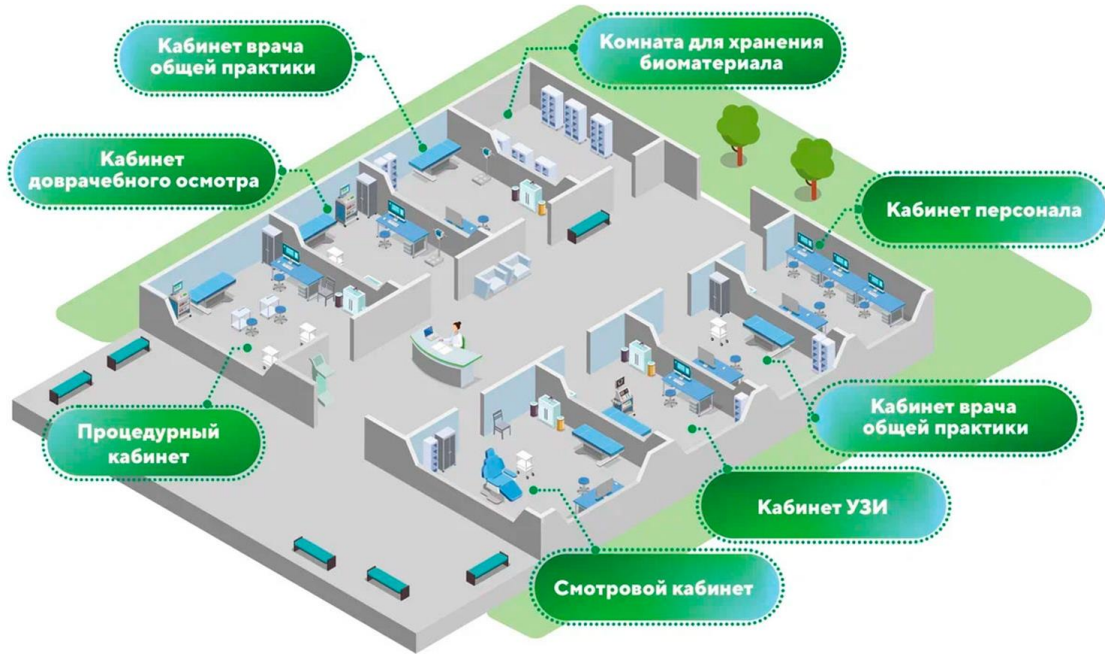 Кабинет врача
общей практики
Комната для хранения
биоматериала
Кабинет
доврачебного осмотра
Кабинет персонала
Процедурный
кабинет
Кабинет врача
общей практики
Кабинет УЗИ
Смотровой кабинет